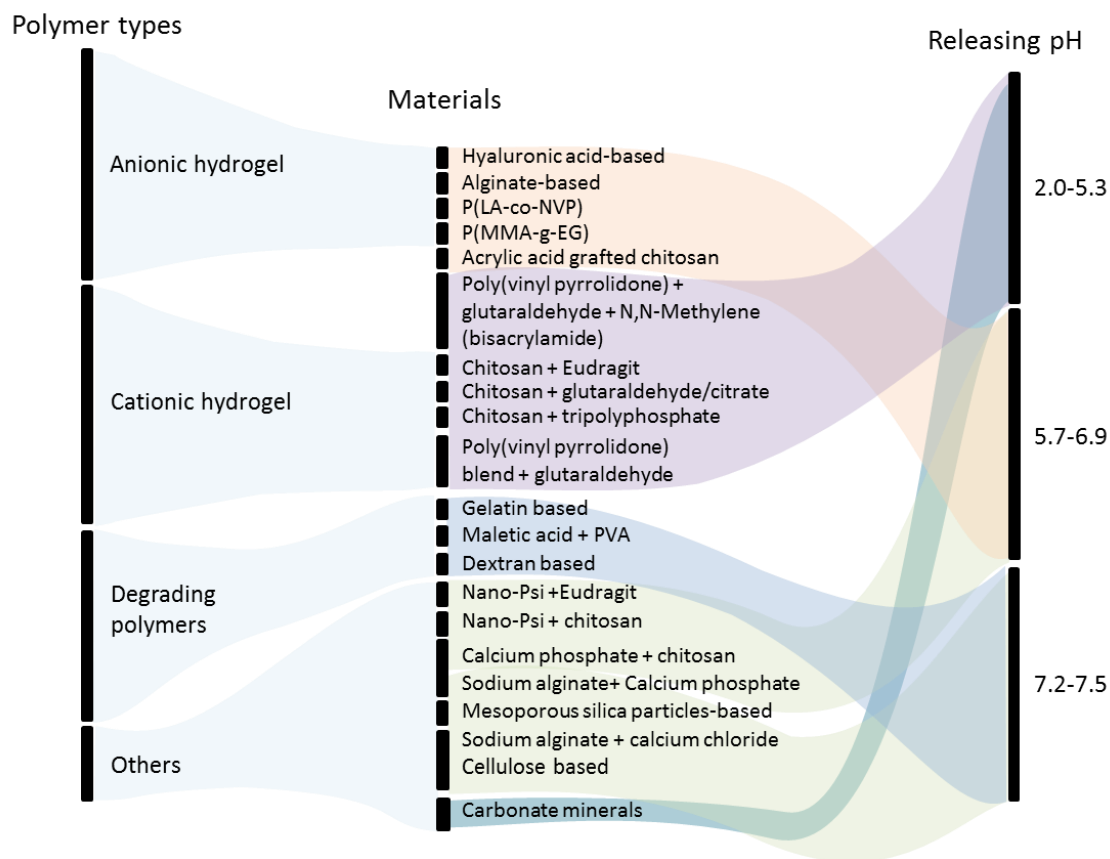 Polymer types
Anionic hydrogel
Cationic hydrogel
Degrading
polymers
Others
Materials
Hyaluronic acid-based
Alginate-based
P(LA-co-NVP)
P(MMA-g-EG)
Acrylic acid grafted chitosan
Poly(vinyl pyrrolidone) +
glutaraldehyde + N,N-Methylene
(bisacrylamide)
Chitosan + Eudragit
Chitosan + glutaraldehyde/citrate
Chitosan + tripolyphosphate
Poly(vinyl pyrrolidone)
blend + glutaraldehyde
Gelatin based
Maletic acid + PVA
Dextran based
Nano-Psi +Eudragit
Nano-Psi + chitosan
Calcium phosphate + chitosan
Sodium alginate+ Calcium phosphate
Mesoporous silica particles-based
Sodium alginate + calcium chloride
Cellulose based
Carbonate minerals
Releasing pH
2.0-5.3
5.7-6.9
7.2-7.5